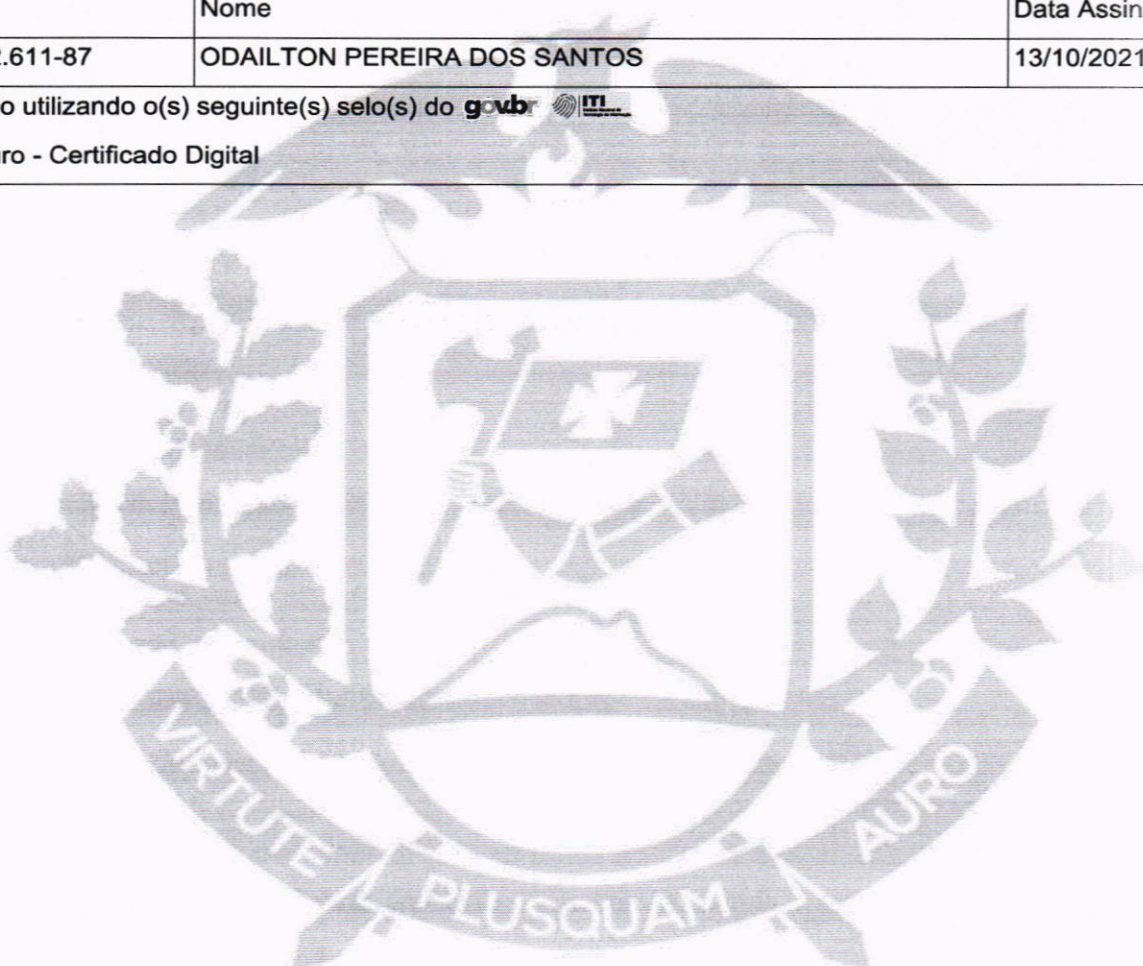 Nome Data Assin
.611-87 ODAILTON PEREIRA DOS SANTOS 13/10/2021
o utilizando o(s) seguinte(s) selo(s) do gov.br ITI
ro - Certificado Digital
VIRTUTE PLUSQUAM AURO